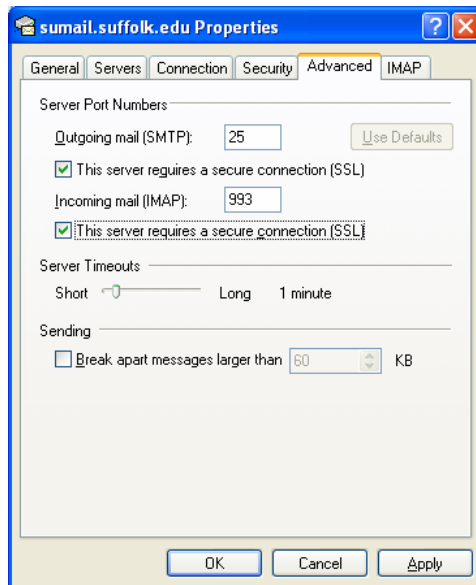 sumail.suffolk.edu Properties
General Servers Connection Security Advanced IMAP
Server Port Numbers
Outgoing mail (SMTP): 25 Use Defaults
This server requires a secure connection (SSL)
Incoming mail (IMAP): 993
This server requires a secure connection (SSL)
Server Timeouts
Short Long 1 minute
Sending
Break apart messages larger than 60 KB
OK Cancel Apply